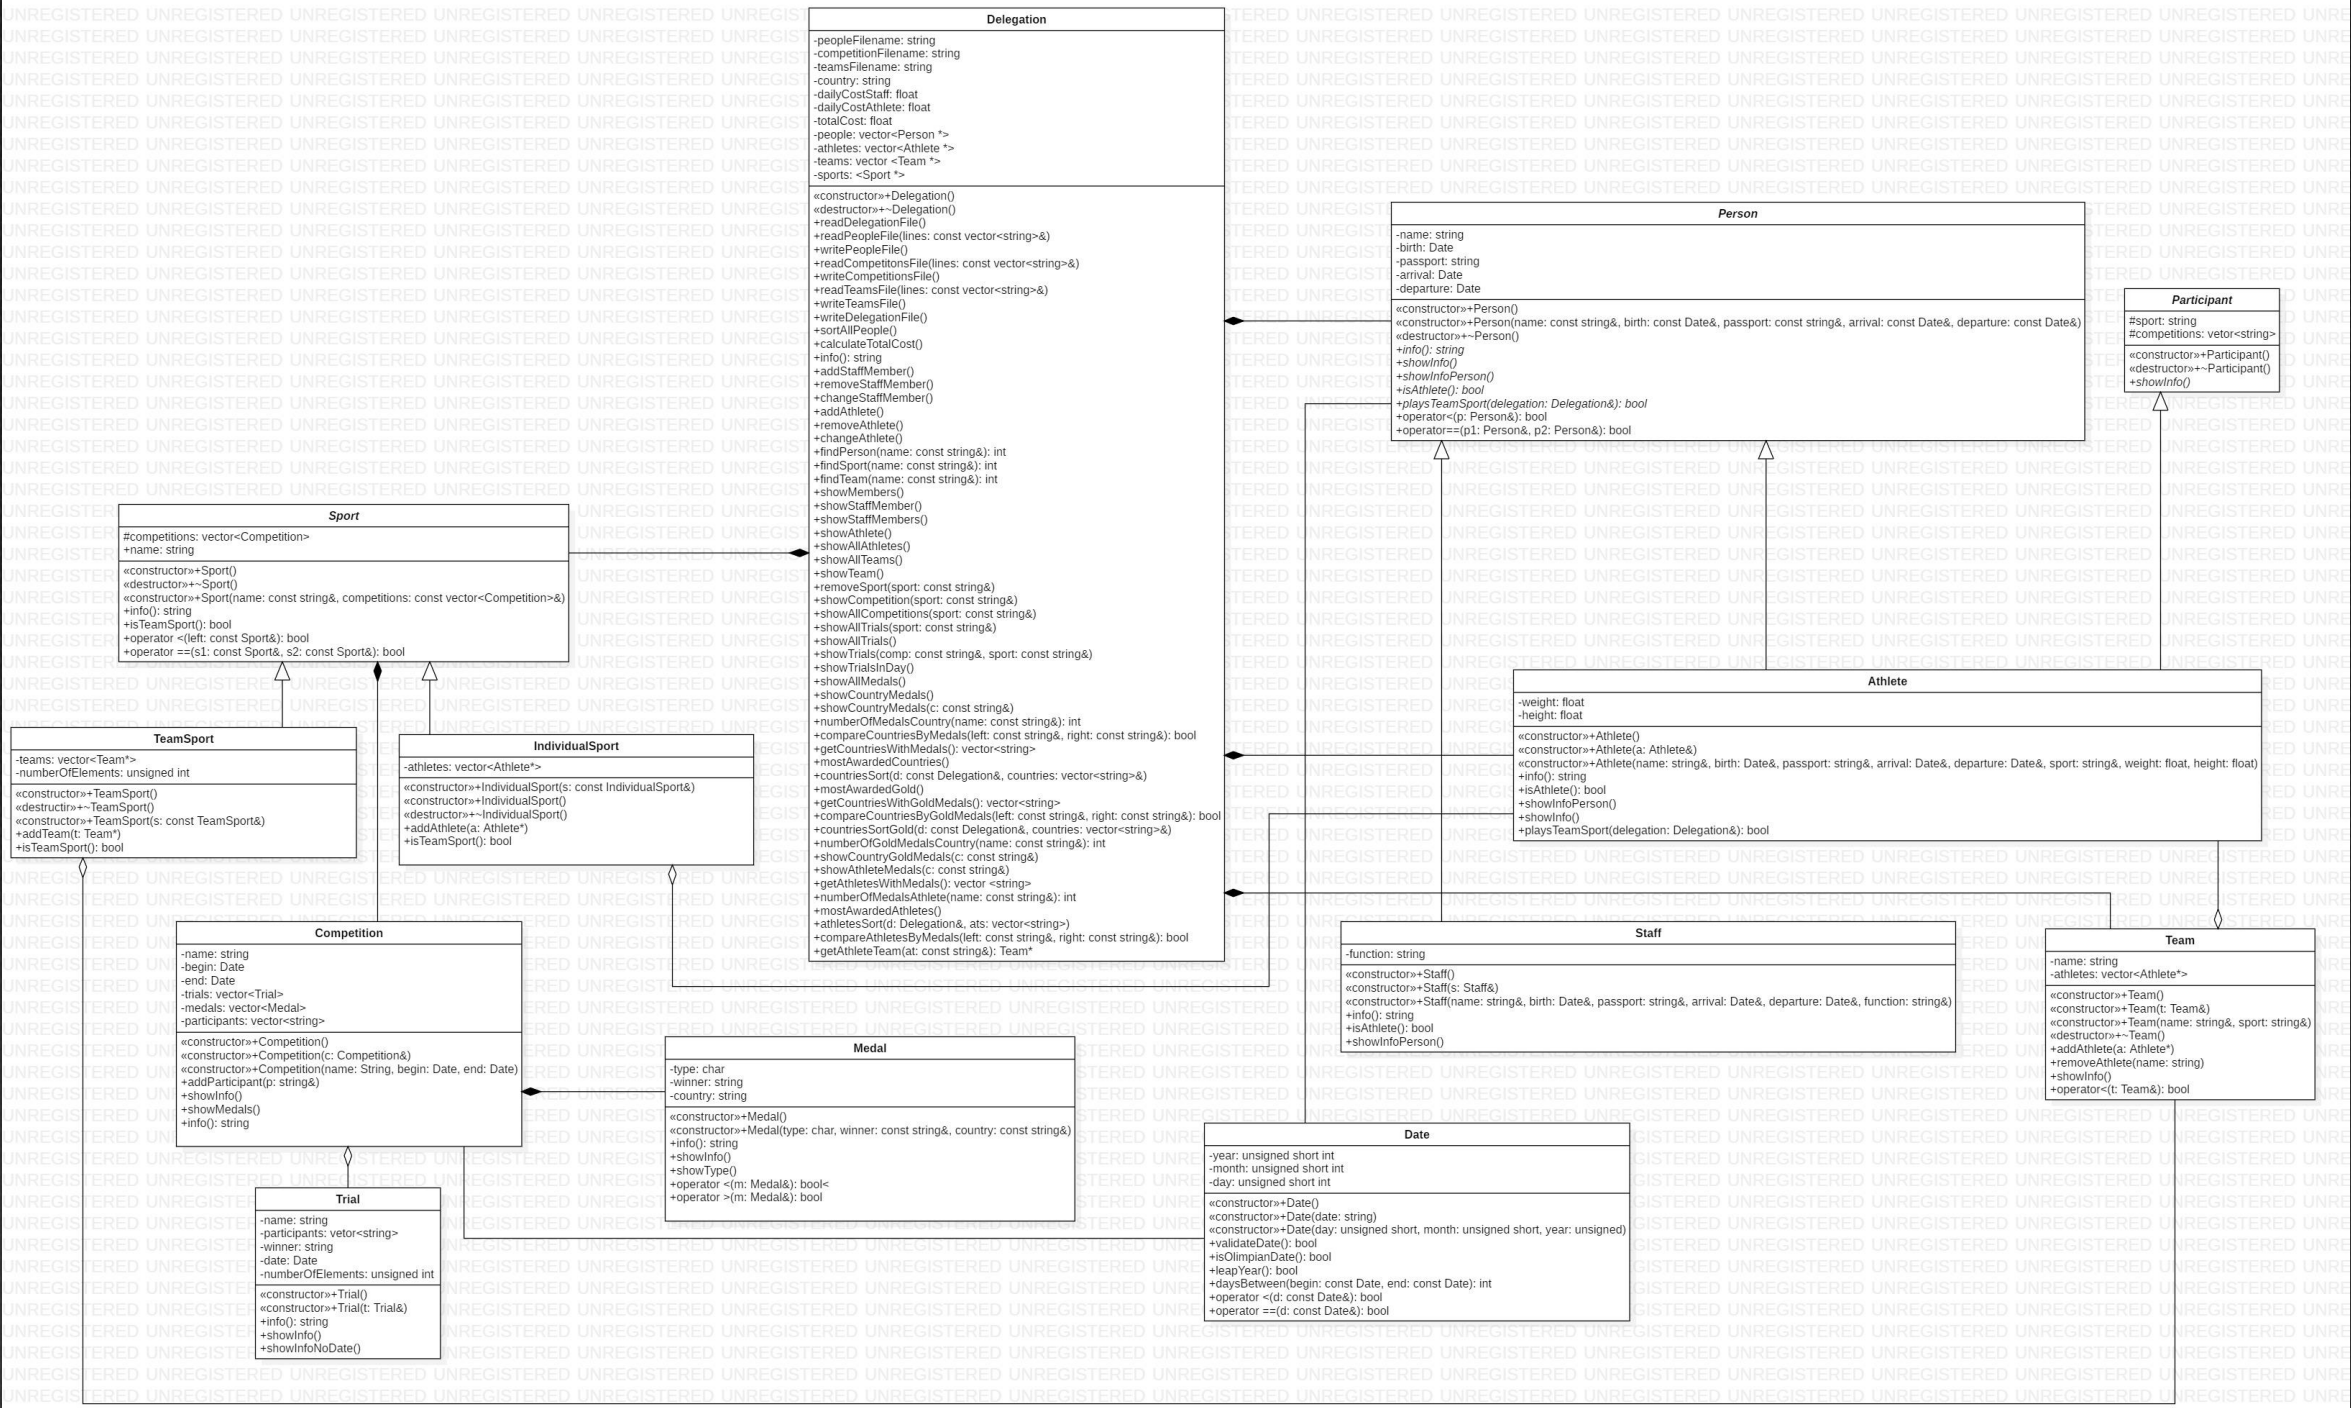 Delegation
-peopleFilename: string
-competitionFilename: string
-teamsFilename: string
-country: string
-dailyCostStaff: float
-dailyCostAthlete: float
-totalCost: float
-people: vector<Person *>
-athletes: vector<Athlete *>
-teams: vector <Team *>
-sports: <Sport *>
«constructor»+Delegation()
«destructor»+~Delegation()
+readDelegationFile()
+readPeopleFile(lines: const vector<string>&)
+writePeopleFile()
+readCompetitonsFile(lines: const vector<string>&)
+writeCompetitionsFile()
+readTeamsFile(lines: const vector<string>&)
+writeTeamsFile()
+writeDelegationFile()
+sortAllPeople()
+calculateTotalCost()
+info(): string
+addStaffMember()
+removeStaffMember()
+changeStaffMember()
+addAthlete()
+removeAthlete()
+changeAthlete()
+findPerson(name: const string&): int
+findSport(name: const string&): int
+findTeam(name: const string&): int
+showMembers()
+showStaffMember()
+showStaffMembers()
+showAthlete()
+showAllAthletes()
+showAllTeams()
+showTeam()
+removeSport(sport: const string&)
+showCompetition(sport: const string&)
+showAllCompetitions(sport: const string&)
+showAllTrials(sport: const string&)
+showAllTrials()
+showTrials(comp: const string&, sport: const string&)
+showTrialsInDay()
+showAllMedals()
+showCountryMedals()
+showCountryMedals(c: const string&)
+numberOfMedalsCountry(name: const string&): int
+compareCountriesByMedals(left: const string&, right: const string&): bool
+getCountriesWithMedals(): vector<string>
+mostAwardedCountries()
+countriesSort(d: const Delegation&, countries: vector<string>&)
+mostAwardedGold()
+getCountriesWithGoldMedals(): vector<string>
+compareCountriesByGoldMedals(left: const string&, right: const string&): bool
+countriesSortGold(d: const Delegation&, countries: vector<string>&)
+numberOfGoldMedalsCountry(name: const string&): int
+showCountryGoldMedals(c: const string&)
+showAthleteMedals(c: const string&)
+getAthletesWithMedals(): vector <string>
+numberOfMedalsAthlete(name: const string&): int
+mostAwardedAthletes()
+athletesSort(d: Delegation&, ats: vector<string>)
+compareAthletesByMedals(left: const string&, right: const string&): bool
+getAthleteTeam(at: const string&): Team*
Person
-name: string
-birth: Date
-passport: string
-arrival: Date
-departure: Date
«constructor»+Person()
«constructor»+Person(name: const string&, birth: const Date&, passport: const string&, arrival: const Date&, departure: const Date&)
«destructor»+~Person()
+info(): string
+showInfo()
+showInfoPerson()
+isAthlete(): bool
+playsTeamSport(delegation: Delegation&): bool
+operator<(p: Person&): bool
+operator==(p1: Person&, p2: Person&): bool
Participant
#sport: string
#competitions: vetor<string>
«constructor»+Participant()
«destructor»+~Participant()
+showInfo()
Sport
#competitions: vector<Competition>
+name: string
«constructor»+Sport()
«destructor»+~Sport()
«constructor»+Sport(name: const string&, competitions: const vector<Competition>&)
+info(): string
+isTeamSport(): bool
+operator <(left: const Sport&): bool
+operator ==(s1: const Sport&, s2: const Sport&): bool
TeamSport
-teams: vector<Team*>
-numberOfElements: unsigned int
«constructor»+TeamSport()
«destructir»+~TeamSport()
«constructor»+TeamSport(s: const TeamSport&)
+addTeam(t: Team*)
+isTeamSport(): bool
IndividualSport
-athletes: vector<Athlete*>
«constructor»+IndividualSport(s: const IndividualSport&)
«constructor»+IndividualSport()
«destructor»+~IndividualSport()
+addAthlete(a: Athlete*)
+isTeamSport(): bool
Athlete
-weight: float
-height: float
«constructor»+Athlete()
«constructor»+Athlete(a: Athlete&)
«constructor»+Athlete(name: string&, birth: Date&, passport: string&, arrival: Date&, departure: Date&, sport: string&, weight: float, height: float)
+info(): string
+isAthlete(): bool
+showInfoPerson()
+showInfo()
+playsTeamSport(delegation: Delegation&): bool
Competition
-name: string
-begin: Date
-end: Date
-trials: vector<Trial>
-medals: vector<Medal>
-participants: vector<string>
«constructor»+Competition()
«constructor»+Competition(c: Competition&)
«constructor»+Competition(name: String, begin: Date, end: Date)
+addParticipant(p: string&)
+showInfo()
+showMedals()
+info(): string
Staff
-function: string
«constructor»+Staff()
«constructor»+Staff(s: Staff&)
«constructor»+Staff(name: string&, birth: Date&, passport: string&, arrival: Date&, departure: Date&, function: string&)
+info(): string
+isAthlete(): bool
+showInfoPerson()
Team
-name: string
-athletes: vector<Athlete*>
«constructor»+Team()
«constructor»+Team(t: Team&)
«constructor»+Team(name: string&, sport: string&)
«destructor»+~Team()
+addAthlete(a: Athlete*)
+removeAthlete(name: string)
+showInfo()
+operator<(t: Team&): bool
Medal
-type: char
-winner: string
-country: string
«constructor»+Medal()
«constructor»+Medal(type: char, winner: const string&, country: const string&)
+info(): string
+showInfo()
+showType()
+operator <(m: Medal&): bool<
+operator >(m: Medal&): bool
Date
-year: unsigned short int
-month: unsigned short int
-day: unsigned short int
«constructor»+Date()
«constructor»+Date(date: string)
«constructor»+Date(day: unsigned short, month: unsigned short, year: unsigned)
+validateDate(): bool
+isOlimpianDate(): bool
+leapYear(): bool
+daysBetween(begin: const Date, end: const Date): int
+operator <(d: const Date&): bool
+operator ==(d: const Date&): bool
Trial
-name: string
-participants: vetor<string>
-winner: string
-date: Date
-numberOfElements: unsigned int
«constructor»+Trial()
«constructor»+Trial(t: Trial&)
+info(): string
+showInfo()
+showInfoNoDate()